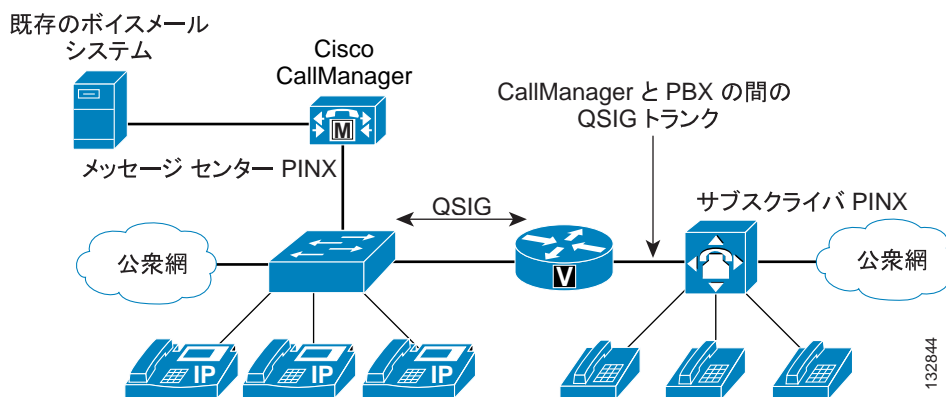 既存のボイスメール
システム
Cisco
CallManager
M
CallManager と PBX の間の
QSIG トランク
メッセージ センター PINX
QSIG
サブスクライバ PINX
公衆網
V
公衆網
IP
IP
IP
132844